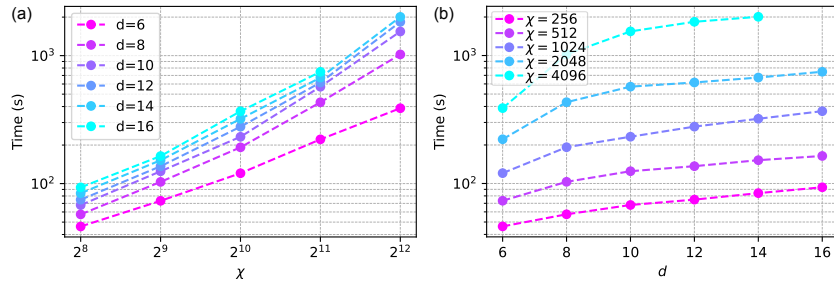 (a)
d=6
d=8
d=10
d=12
d=14
d=16
10³
10²
Time (s)
2⁸
2⁹
2¹⁰
2¹¹
2¹²
χ
(b)
χ = 256
χ = 512
χ = 1024
χ = 2048
χ = 4096
10³
10²
Time (s)
6
8
10
12
14
16
d